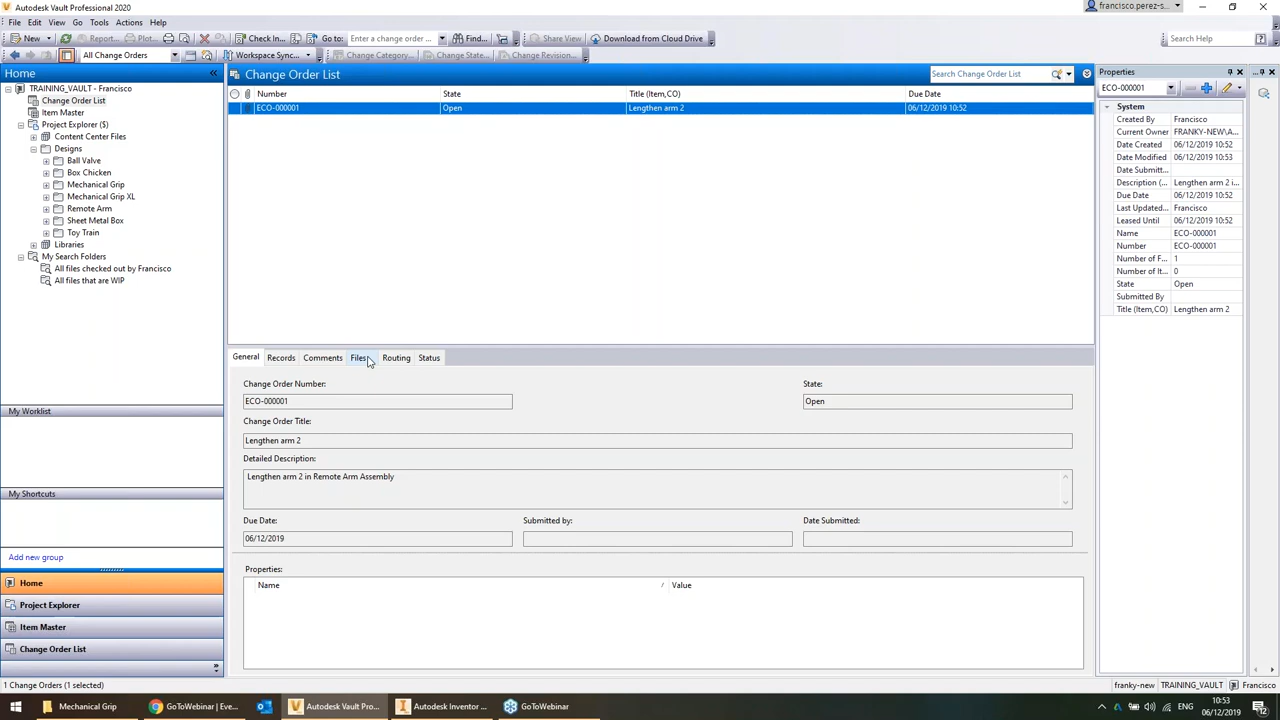 Autodesk Vault Professional 2020
francisco.perez-s...
File Edit View Go Tools Actions Help
New Rename Plot... Check In... Go to: Enter a change order ... Find... Share View... Download from Cloud Drive Search Help
All Change Orders Workspace Sync... Change Category... Change State... Change Revision...
Home
TRAINING_VAULT - Francisco
Change Order List
Item Master
Project Explorer ($)
Content Center Files
Designs
Ball Valve
Box Chicken
Mechanical Grip
Mechanical Grip XL
Remote Arm
Sheet Metal Box
Toy Train
Libraries
My Search Folders
All files checked out by Francisco
All files that are WIP
My Worklist
My Shortcuts
Add new group
Home
Project Explorer
Item Master
Change Order List
Change Order List
Search Change Order List
Number State Title (Item,CO) Due Date
ECO-000001 Open Lengthen arm 2 06/12/2019 10:52
General Records Comments Files Routing Status
Change Order Number: State:
ECO-000001 Open
Change Order Title:
Lengthen arm 2
Detailed Description:
Lengthen arm 2 in Remote Arm Assembly
Due Date: Submitted by: Date Submitted:
06/12/2019
Properties:
Name / Value
Properties
ECO-000001
System
Created By Francisco
Current Owner FRANKY-NEW\A...
Date Created 06/12/2019 10:52
Date Modified 06/12/2019 10:53
Date Submitt...
Description (... Lengthen arm 2 i...
Due Date 06/12/2019 10:52
Last Updated... Francisco
Leased Until 06/12/2019 10:52
Name ECO-000001
Number ECO-000001
Number of F... 1
Number of It... 0
State Open
Submitted By
Title (Item,CO) Lengthen arm 2
1 Change Orders (1 selected) franky-new TRAINING_VAULT Francisco
Mechanical Grip GoToWebinar | Eve... Autodesk Vault Pro... Autodesk Inventor ... GoToWebinar
10:53
06/12/2019
12